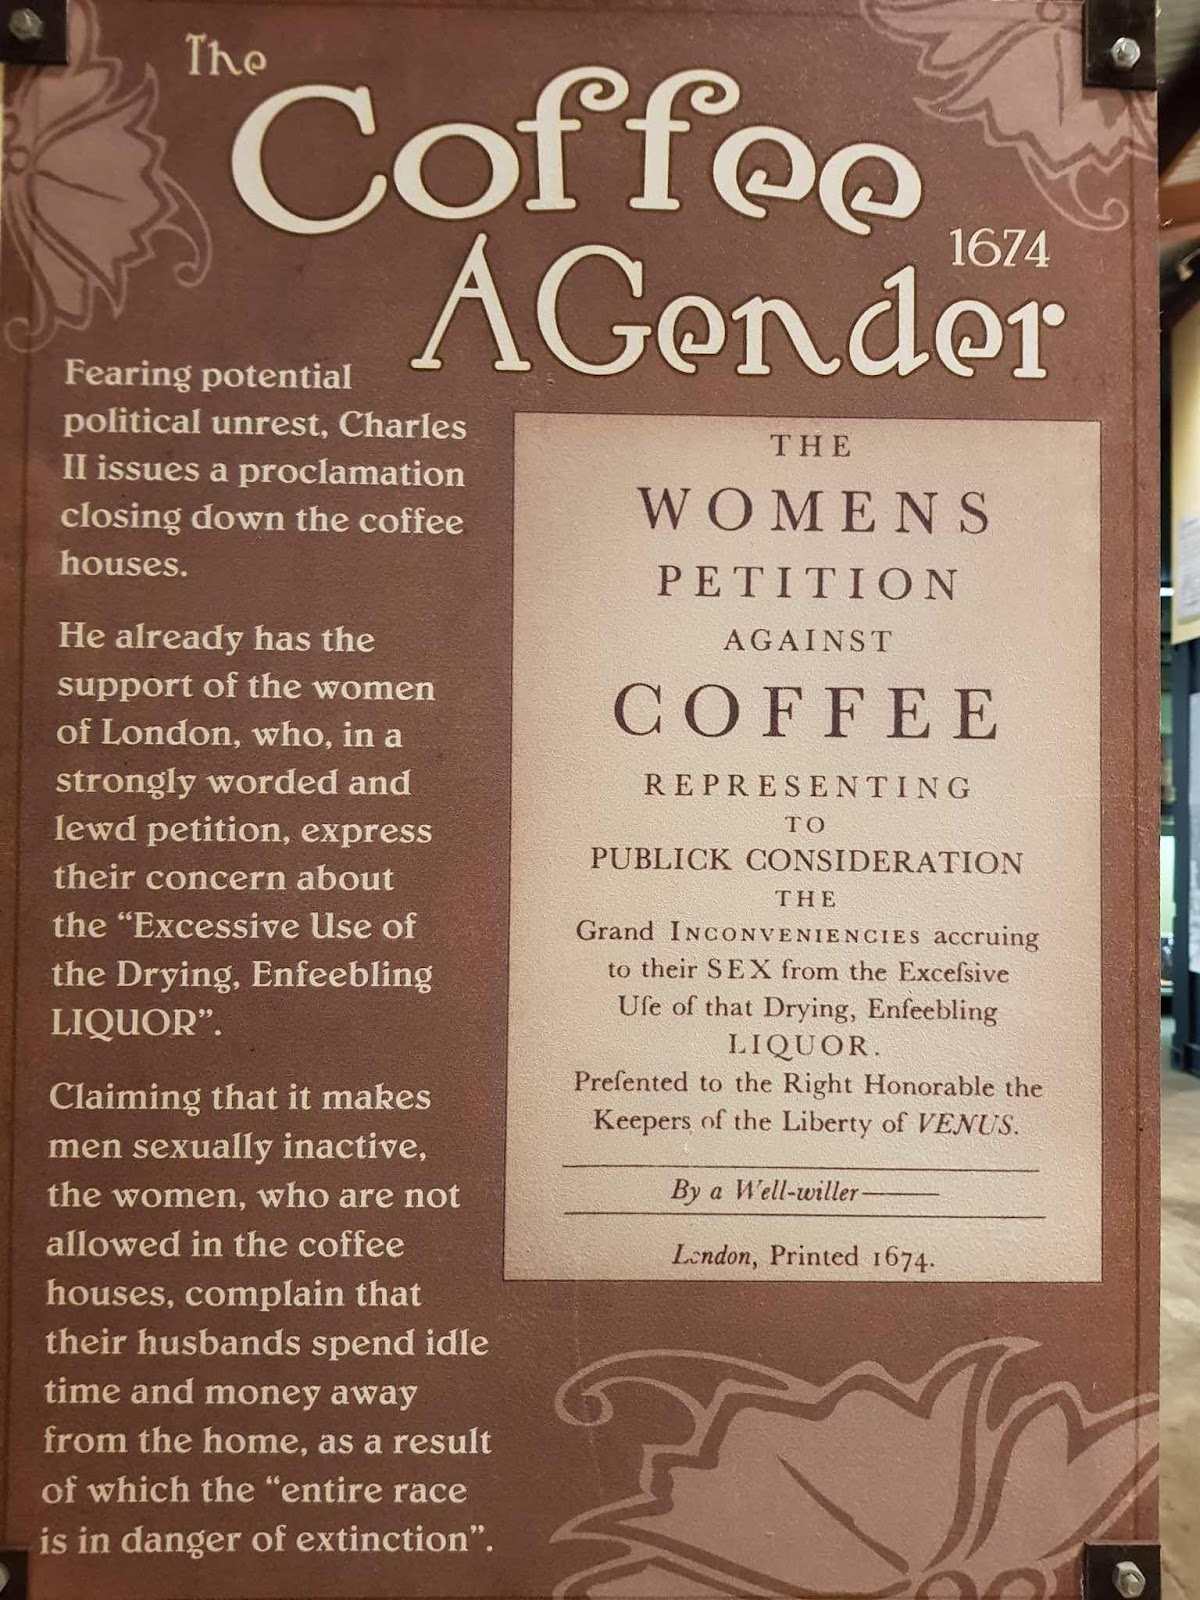 The
Coffee
AGender
1674
Fearing potential
political unrest, Charles
II issues a proclamation
closing down the coffee
houses.
He already has the
support of the women
of London, who, in a
strongly worded and
lewd petition, express
their concern about
the “Excessive Use of
the Drying, Enfeebling
LIQUOR”.
Claiming that it makes
men sexually inactive,
the women, who are not
allowed in the coffee
houses, complain that
their husbands spend idle
time and money away
from the home, as a result
of which the “entire race
is in danger of extinction”.
THE
WOMENS
PETITION
AGAINST
COFFEE
REPRESENTING
TO
PUBLICK CONSIDERATION
THE
Grand INCONVENIENCIES accruing
to their SEX from the Exceſsive
Uſe of that Drying, Enfeebling
LIQUOR.
Preſented to the Right Honorable the
Keepers of the Liberty of VENUS.
By a Well-willer———
London, Printed 1674.